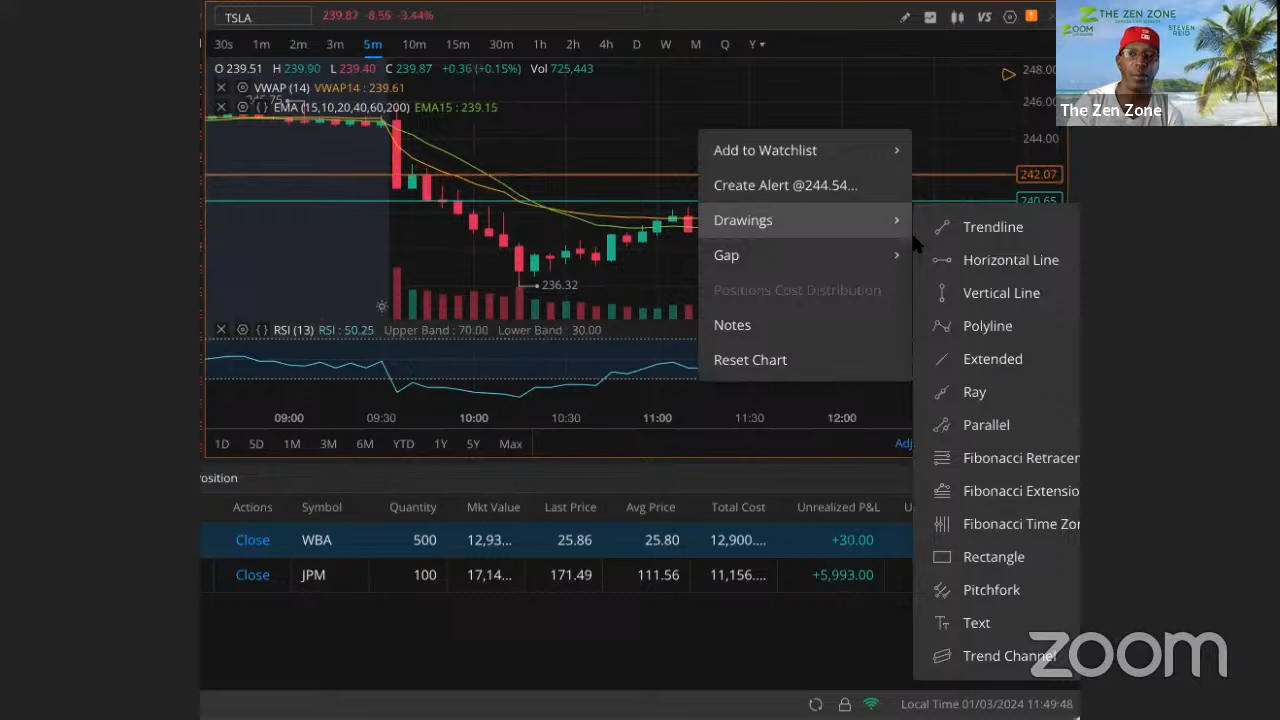 TSLA
239.87 -8.55 -3.44%
VS
30s 1m 2m 3m 5m 10m 15m 30m 1h 2h 4h D W M Q Y
O 239.51 H 239.90 L 239.40 C 239.87 +0.36 (+0.15%) Vol 725,443
VWAP (14) VWAP14 : 239.61
EMA (15,10,20,40,60,200) EMA15 : 239.15
248.00
246.00
244.00
242.07
240.65
236.32
RSI (13) RSI : 50.25 Upper Band : 70.00 Lower Band : 30.00
09:00 09:30 10:00 10:30 11:00 11:30 12:00
1D 5D 1M 3M 6M YTD 1Y 5Y Max
Adj
Add to Watchlist
Create Alert @244.54...
Drawings
Gap
Positions Cost Distribution
Notes
Reset Chart
Trendline
Horizontal Line
Vertical Line
Polyline
Extended
Ray
Parallel
Fibonacci Retracer
Fibonacci Extensio
Fibonacci Time Zor
Rectangle
Pitchfork
Text
Trend Channel
osition
Actions Symbol Quantity Mkt Value Last Price Avg Price Total Cost Unrealized P&L U
Close WBA 500 12,93... 25.86 25.80 12,900.... +30.00
Close JPM 100 17,14... 171.49 111.56 11,156.... +5,993.00
Local Time 01/03/2024 11:49:48
THE ZEN ZONE
ZOOM
STEVEN
REID
The Zen Zone
zoom